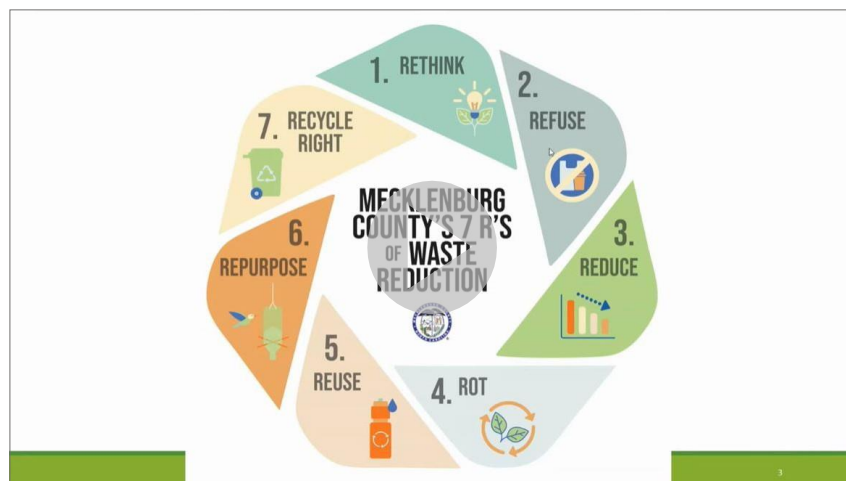 1. RETHINK
2.
REFUSE
3.
REDUCE
4. ROT
5.
REUSE
6.
REPURPOSE
7. RECYCLE
RIGHT
MECKLENBURG
COUNTY'S 7 R'S
OF WASTE
REDUCTION
3